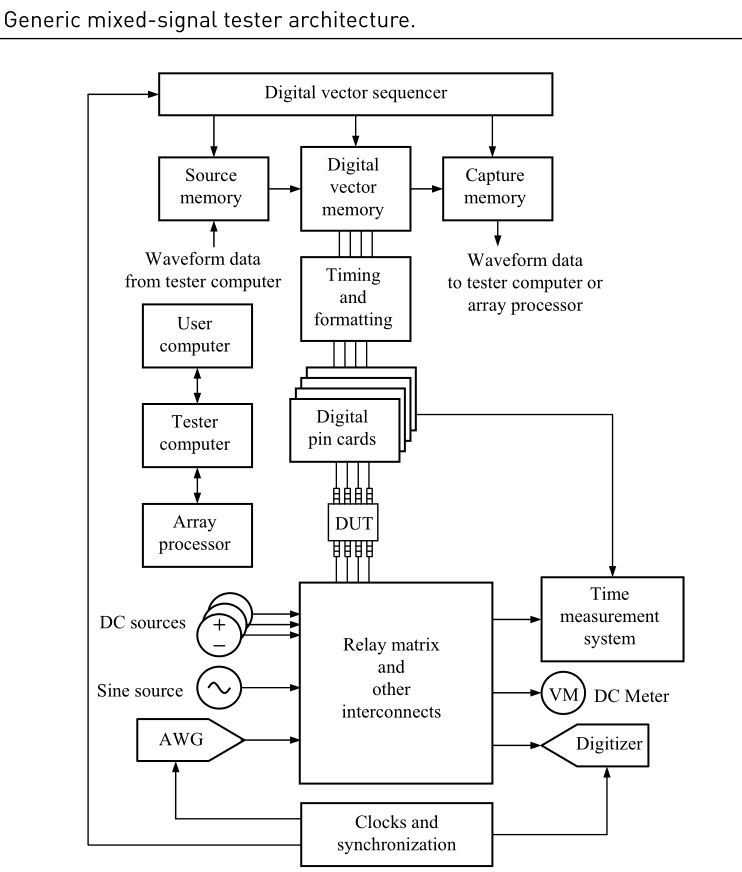 Generic mixed-signal tester architecture.
Digital vector sequencer
Source
memory
Digital
vector
memory
Capture
memory
Waveform data
from tester computer
Waveform data
to tester computer or
array processor
Timing
and
formatting
User
computer
Tester
computer
Array
processor
Digital
pin cards
DUT
DC sources
+
−
Sine source
AWG
Relay matrix
and
other
interconnects
Time
measurement
system
VM
DC Meter
Digitizer
Clocks and
synchronization